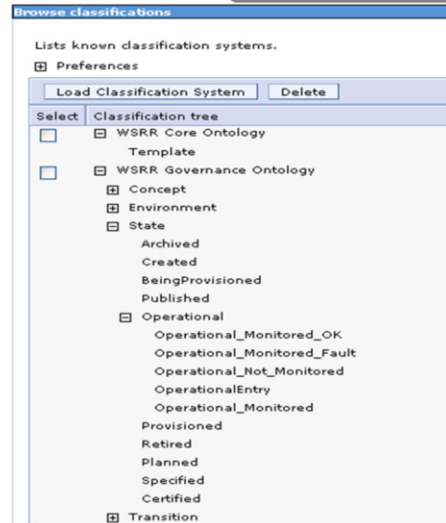 Browse classifications
Lists known classification systems.
Preferences
Load Classification System Delete
Select Classification tree
WSRR Core Ontology
Template
WSRR Governance Ontology
Concept
Environment
State
Archived
Created
BeingProvisioned
Published
Operational
Operational_Monitored_OK
Operational_Monitored_Fault
Operational_Not_Monitored
OperationalEntry
Operational_Monitored
Provisioned
Retired
Planned
Specified
Certified
Transition